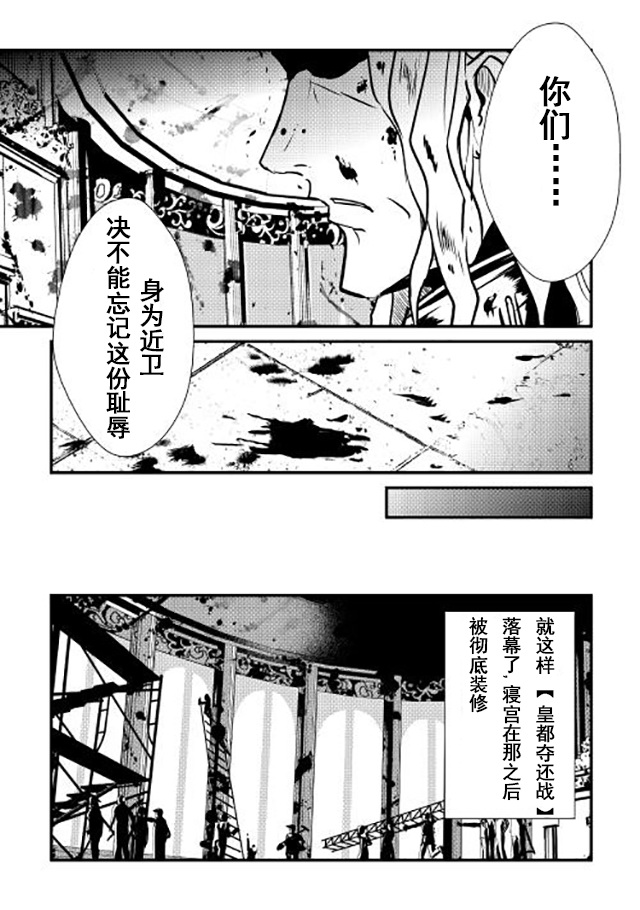 你们……
身为近卫
决不能忘记这份耻辱
就这样【皇都夺还战】
落幕了,寝宫在那之后
被彻底装修